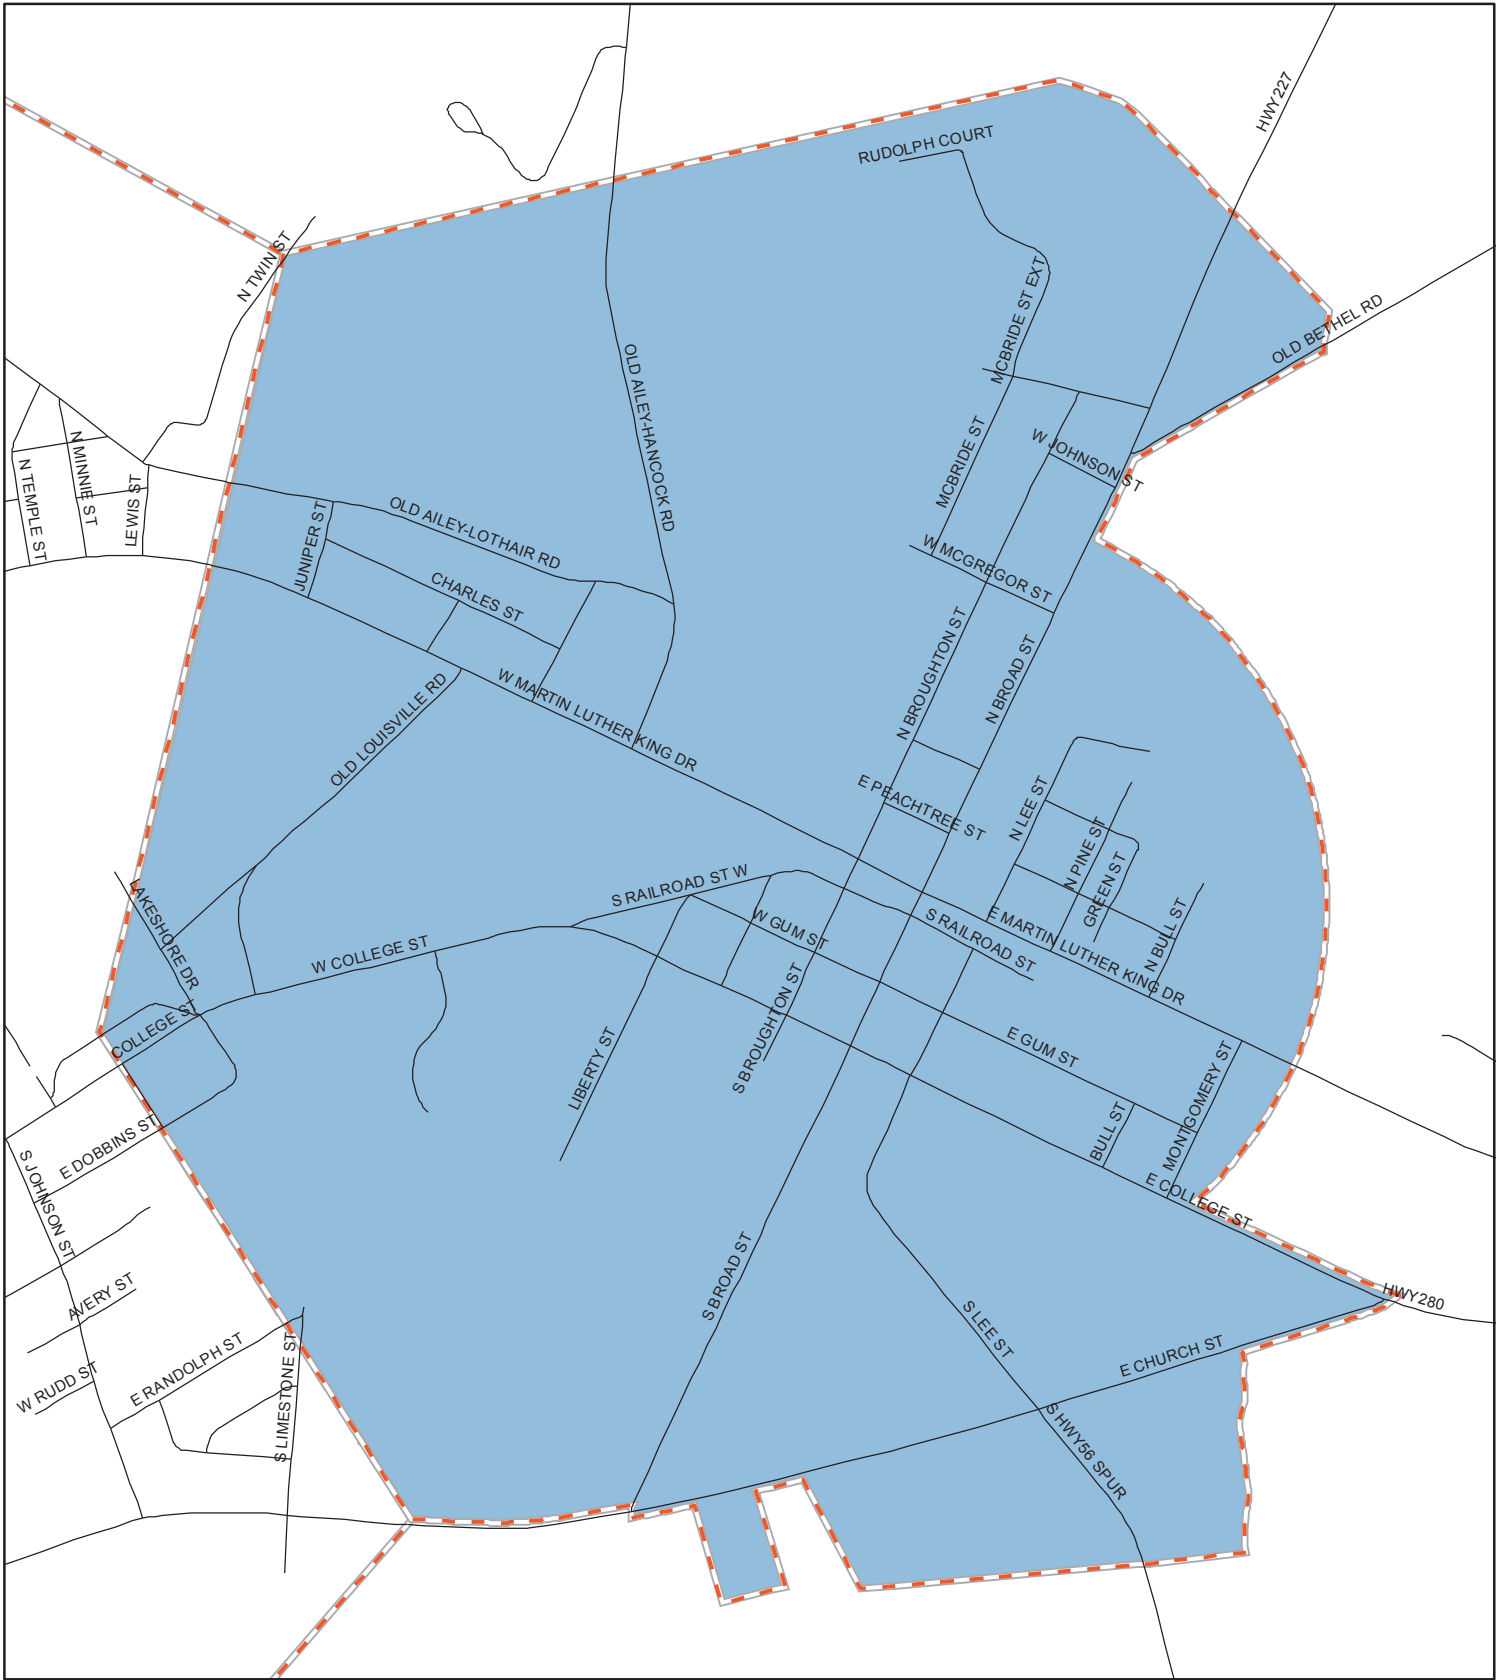 HWY227
RUDOLPH COURT
N TWIN ST
MCBRIDE ST EXT
OLD BETHEL RD
OLD AILEY-HANCOCK RD
MCBRIDE ST
W JOHNSON ST
N TEMPLE ST
N MINNIE ST
LEWIS ST
JUNIPER ST
OLD AILEY-LOTHAIR RD
CHARLES ST
W MCGREGOR ST
N BROUGHTON ST
N BROAD ST
OLD LOUISVILLE RD
W MARTIN LUTHER KING DR
E PEACHTREE ST
N LEE ST
N PINE ST
GREEN ST
N BULL ST
LAKESHORE DR
S RAILROAD ST W
W GUM ST
S RAILROAD ST
E MARTIN LUTHER KING DR
W COLLEGE ST
COLLEGE ST
S BROUGHTON ST
LIBERTY ST
E GUM ST
MONTGOMERY ST
BULL ST
E DOBBINS ST
S JOHNSON ST
E COLLEGE ST
AVERY ST
S BROAD ST
HWY280
S LEE ST
E CHURCH ST
W RUDD ST
E RANDOLPH ST
S LIMESTONE ST
S HWY56 SPUR